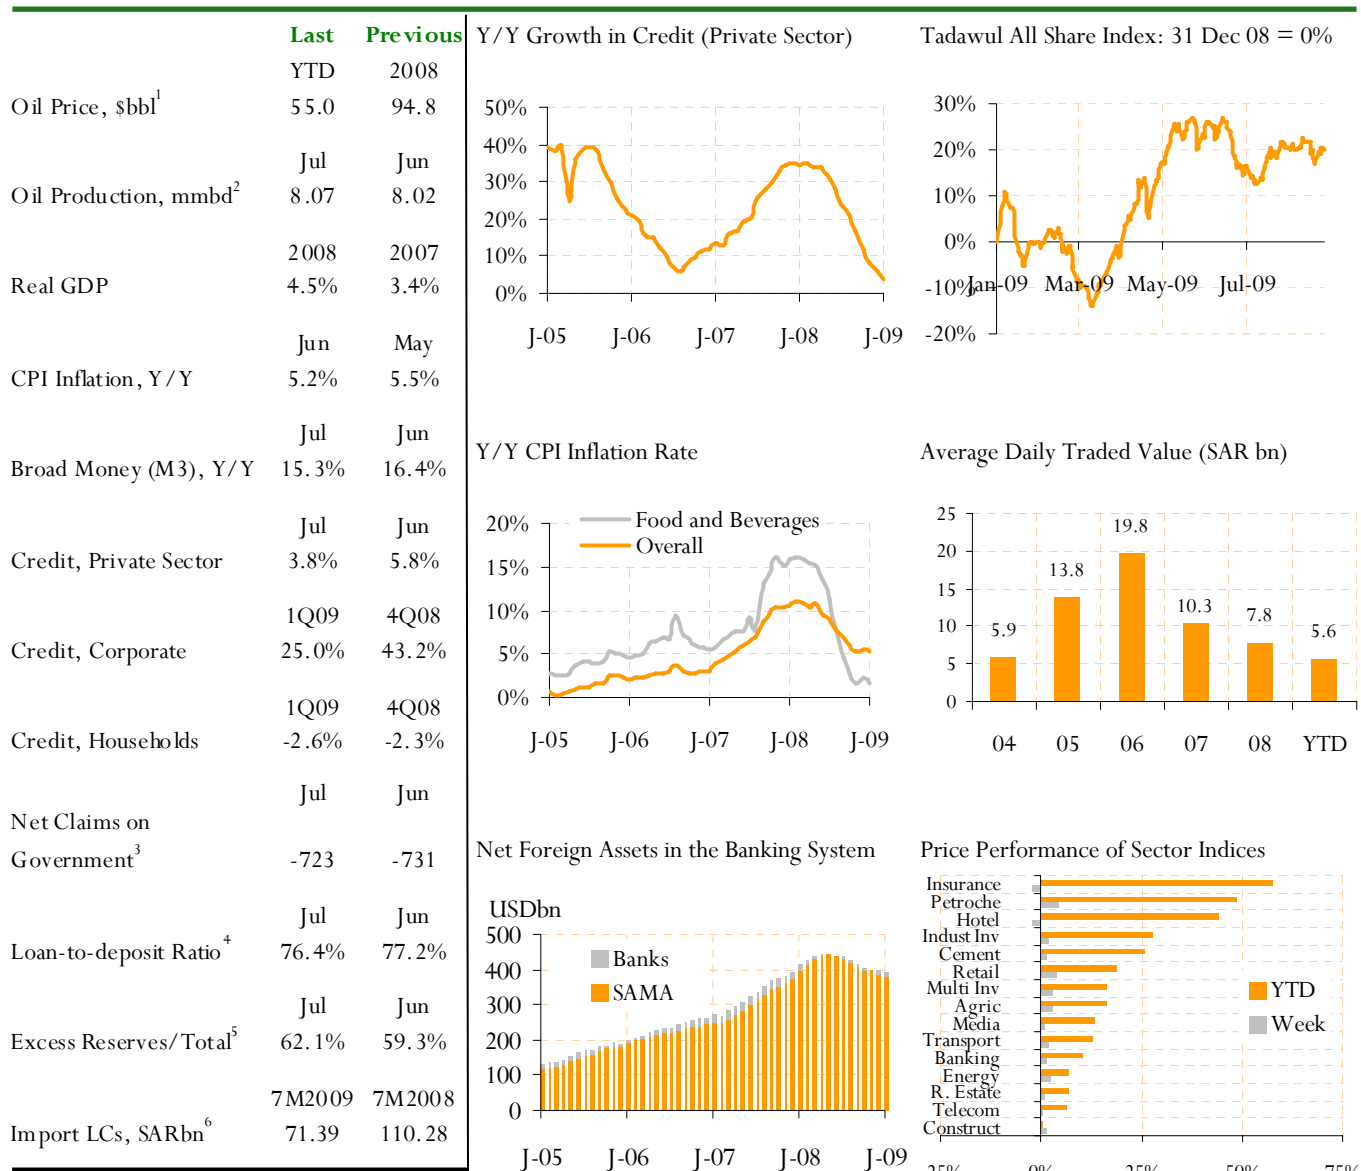 Last Previous
YTD 2008
Oil Price, $bbl1 55.0 94.8
Jul Jun
Oil Production, mmbd2 8.07 8.02
2008 2007
Real GDP 4.5% 3.4%
Jun May
CPI Inflation, Y/Y 5.2% 5.5%
Jul Jun
Broad Money (M3), Y/Y 15.3% 16.4%
Jul Jun
Credit, Private Sector 3.8% 5.8%
1Q09 4Q08
Credit, Corporate 25.0% 43.2%
1Q09 4Q08
Credit, Households -2.6% -2.3%
Jul Jun
Net Claims on
Government3 -723 -731
Jul Jun
Loan-to-deposit Ratio4 76.4% 77.2%
Jul Jun
Excess Reserves/Total5 62.1% 59.3%
7M2009 7M2008
Import LCs, SARbn6 71.39 110.28
Y/Y Growth in Credit (Private Sector)
50%
40%
30%
20%
10%
0%
J-05 J-06 J-07 J-08 J-09
Tadawul All Share Index: 31 Dec 08 = 0%
30%
20%
10%
0%
-10%
Jan-09 Mar-09 May-09 Jul-09
-20%
Y/Y CPI Inflation Rate
20%
15%
10%
5%
0%
Food and Beverages
Overall
J-05 J-06 J-07 J-08 J-09
Average Daily Traded Value (SAR bn)
25
20
15
10
5
0
5.9 13.8 19.8 10.3 7.8 5.6
04 05 06 07 08 YTD
Net Foreign Assets in the Banking System
USDbn
500
400
300
200
100
0
Banks
SAMA
J-05 J-06 J-07 J-08 J-09
Price Performance of Sector Indices
Insurance
Petroche
Hotel
Indust Inv
Cement
Retail
Multi Inv
Agric
Media
Transport
Banking
Energy
R. Estate
Telecom
Construct
YTD
Week
-25% 0% 25% 50% 75%